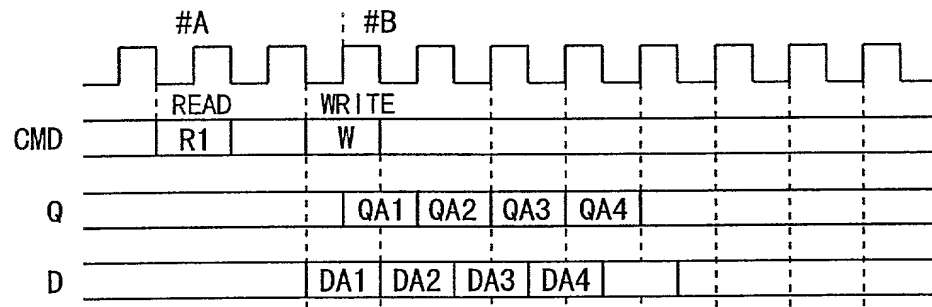 #A #B
READ WRITE
CMD R1 W
Q QA1 QA2 QA3 QA4
D DA1 DA2 DA3 DA4